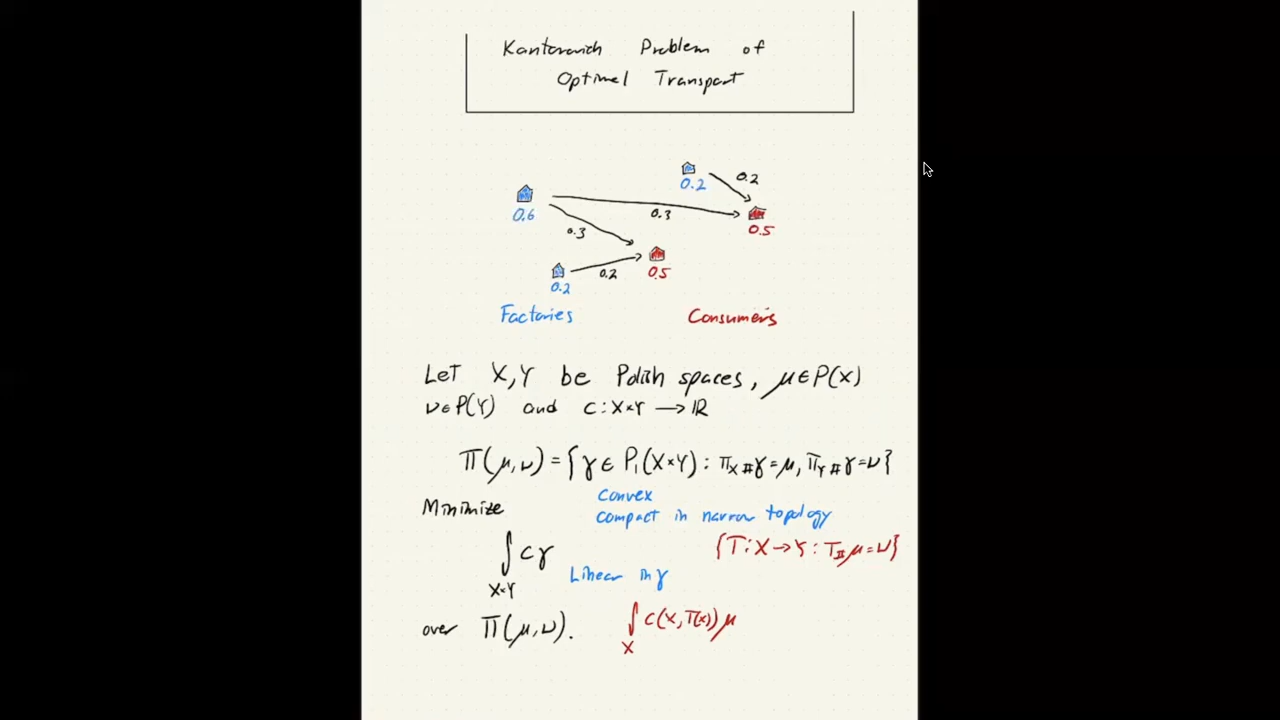 Kantorovich Problem of
Optimal Transport
0.2
0.2
0.6
0.3
0.5
0.3
0.2
0.5
0.2
Factories
Consumers
Let X,Y be Polish spaces, μ∈P(X)
ν∈P(Y) and c: X×Y → ℝ
Π(μ,ν) = {γ ∈ P₁(X×Y) : π_X#γ=μ, π_Y#γ=ν}
Convex
Minimize
compact in narrow topology
{T: X→Y : T_#μ=ν}
∫_{X×Y} cγ
Linear in γ
over Π(μ,ν).
∫_X c(x,T(x))μ